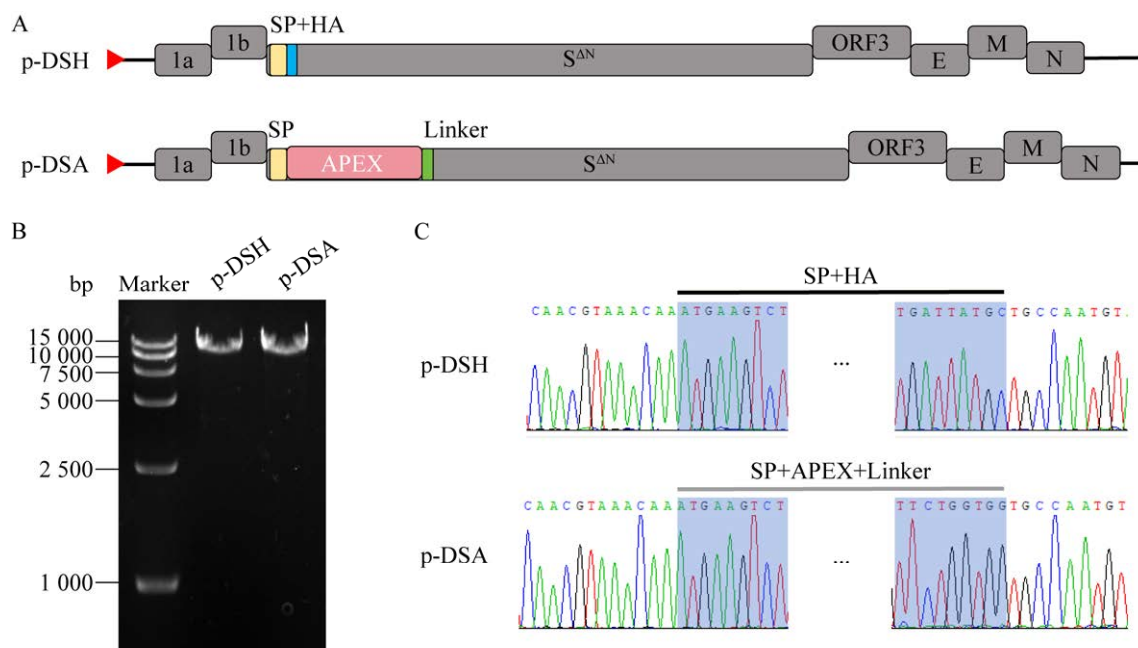 A
SP+HA
p-DSH 1a 1b S^ΔN ORF3 E M N
SP Linker
p-DSA 1a 1b APEX S^ΔN ORF3 E M N
B
p-DSH p-DSA
bp Marker
15 000
10 000
7 500
5 000
2 500
1 000
C
SP+HA
CAACGTAAACAAATGAAGTCT TGATTATGCTGCCAATGT.
p-DSH ...
SP+APEX+Linker
CAACGTAAACAAATGAAGTCT TTCTGGTGGTGCCAATGT
p-DSA ...